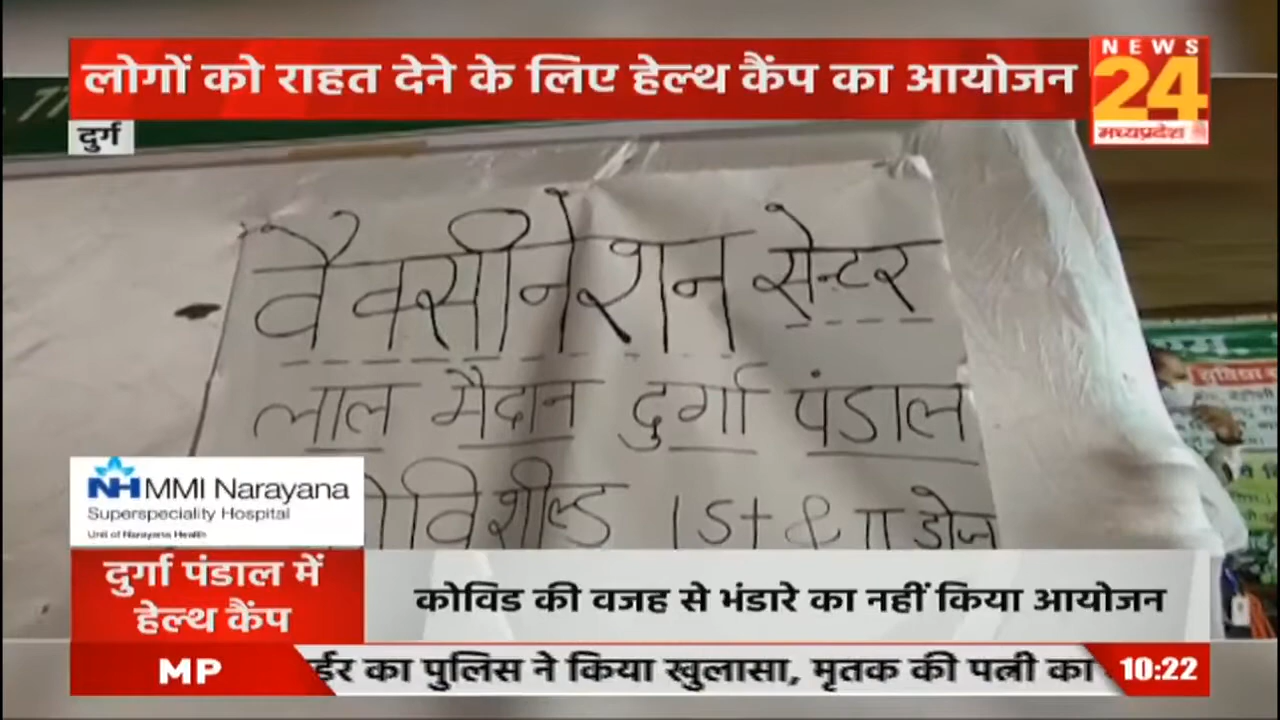 लोगों को राहत देने के लिए हेल्थ कैंप का आयोजन
NEWS
24
मध्यप्रदेश
दुर्ग
वैक्सीनेशन सेन्टर
लाल मैदान दुर्गा पंडाल
1st & II डोज
NH MMI Narayana
Superspeciality Hospital
Unit of Narayana Health
दुर्गा पंडाल में
हेल्थ कैंप
कोविड की वजह से भंडारे का नहीं किया आयोजन
MP
का पुलिस ने किया खुलासा, मृतक की पत्नी का
10:22